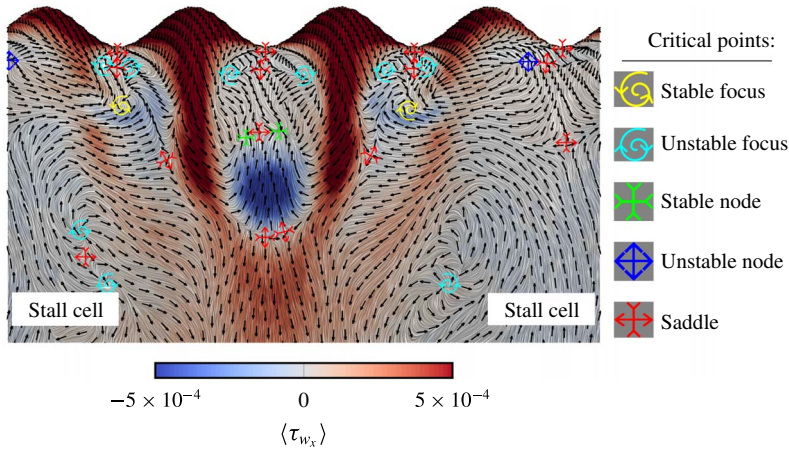 Critical points:
Stable focus
Unstable focus
Stable node
Unstable node
Saddle
Stall cell
Stall cell
−5 × 10⁻⁴
0
5 × 10⁻⁴
⟨τ_{w_x}⟩